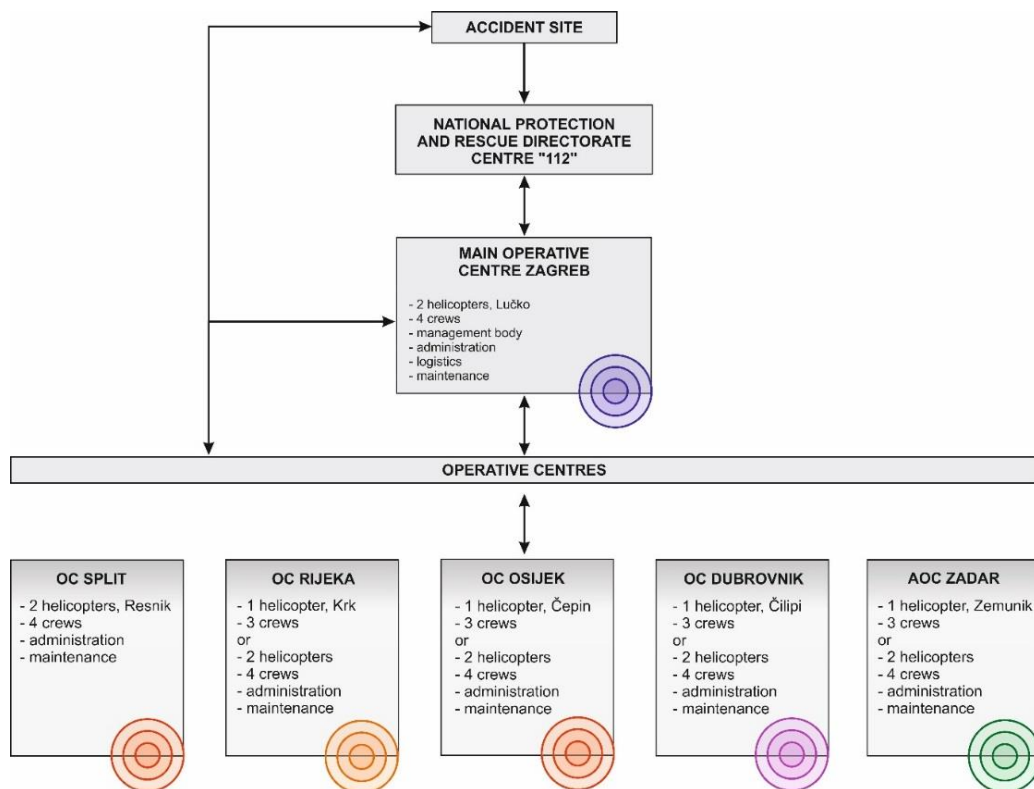 ACCIDENT SITE
NATIONAL PROTECTION
AND RESCUE DIRECTORATE
CENTRE "112"
MAIN OPERATIVE
CENTRE ZAGREB
- 2 helicopters, Lučko
- 4 crews
- management body
- administration
- logistics
- maintenance
OPERATIVE CENTRES
OC SPLIT
- 2 helicopters, Resnik
- 4 crews
- administration
- maintenance
OC RIJEKA
- 1 helicopter, Krk
- 3 crews
or
- 2 helicopters
- 4 crews
- administration
- maintenance
OC OSIJEK
- 1 helicopter, Čepin
- 3 crews
or
- 2 helicopters
- 4 crews
- administration
- maintenance
OC DUBROVNIK
- 1 helicopter, Čilipi
- 3 crews
or
- 2 helicopters
- 4 crews
- administration
- maintenance
AOC ZADAR
- 1 helicopter, Zemunik
- 3 crews
or
- 2 helicopters
- 4 crews
- administration
- maintenance